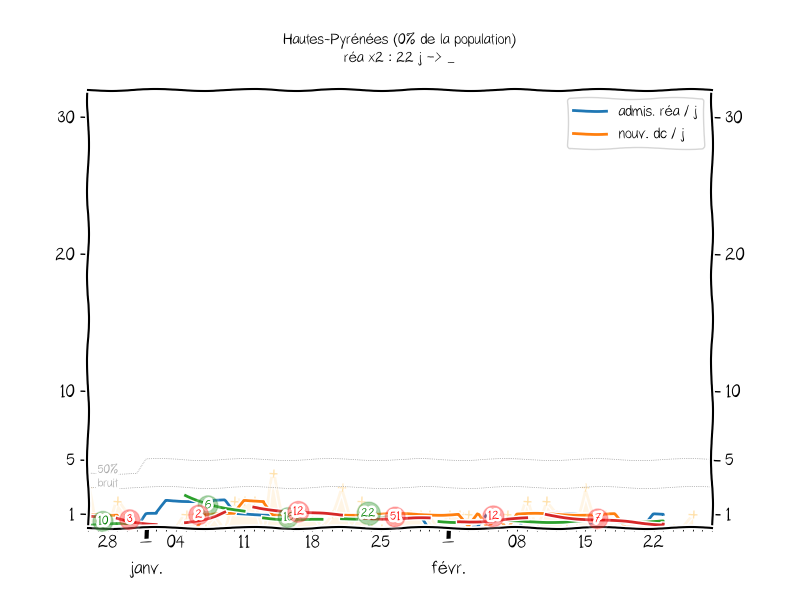 Hautes-Pyrénées (0% de la population)
réa x2 : 22 j -> _
30 30
admis. réa / j
nouv. dc / j
20 20
10 10
5 5
50%
bruit
1 1
10 3 2 6 12 22 51 12 7
28 04 11 18 25 08 15 22
janv. févr.